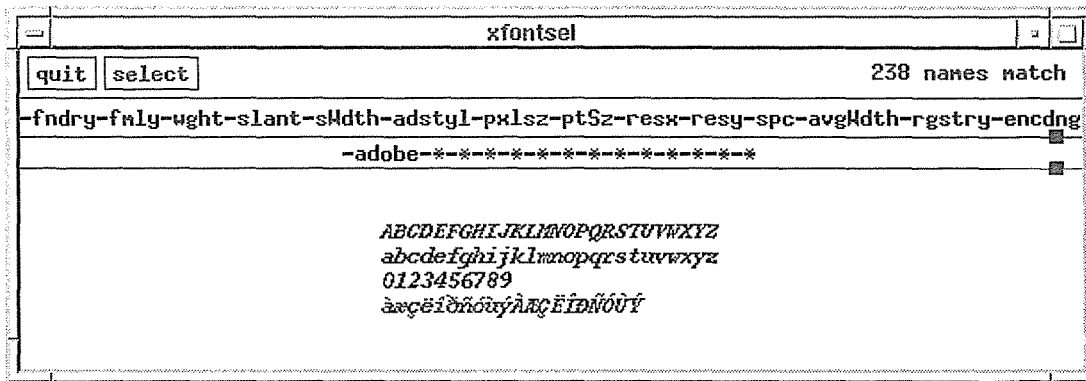 xfontsel
quit select 238 names match
-fndry-fmly-wght-slant-sWdth-adstyl-pxlsz-ptSz-resx-resy-spc-avgWdth-rgstry-encdng
-adobe-*-*-*-*-*-*-*-*-*-*-*-*-*
ABCDEFGHIJKLMNOPQRSTUVWXYZ
abcdefghijklmnopqrstuvwxyz
0123456789
àæçëíðñóùýÀÆÇËÍÐÑÓÙÝ